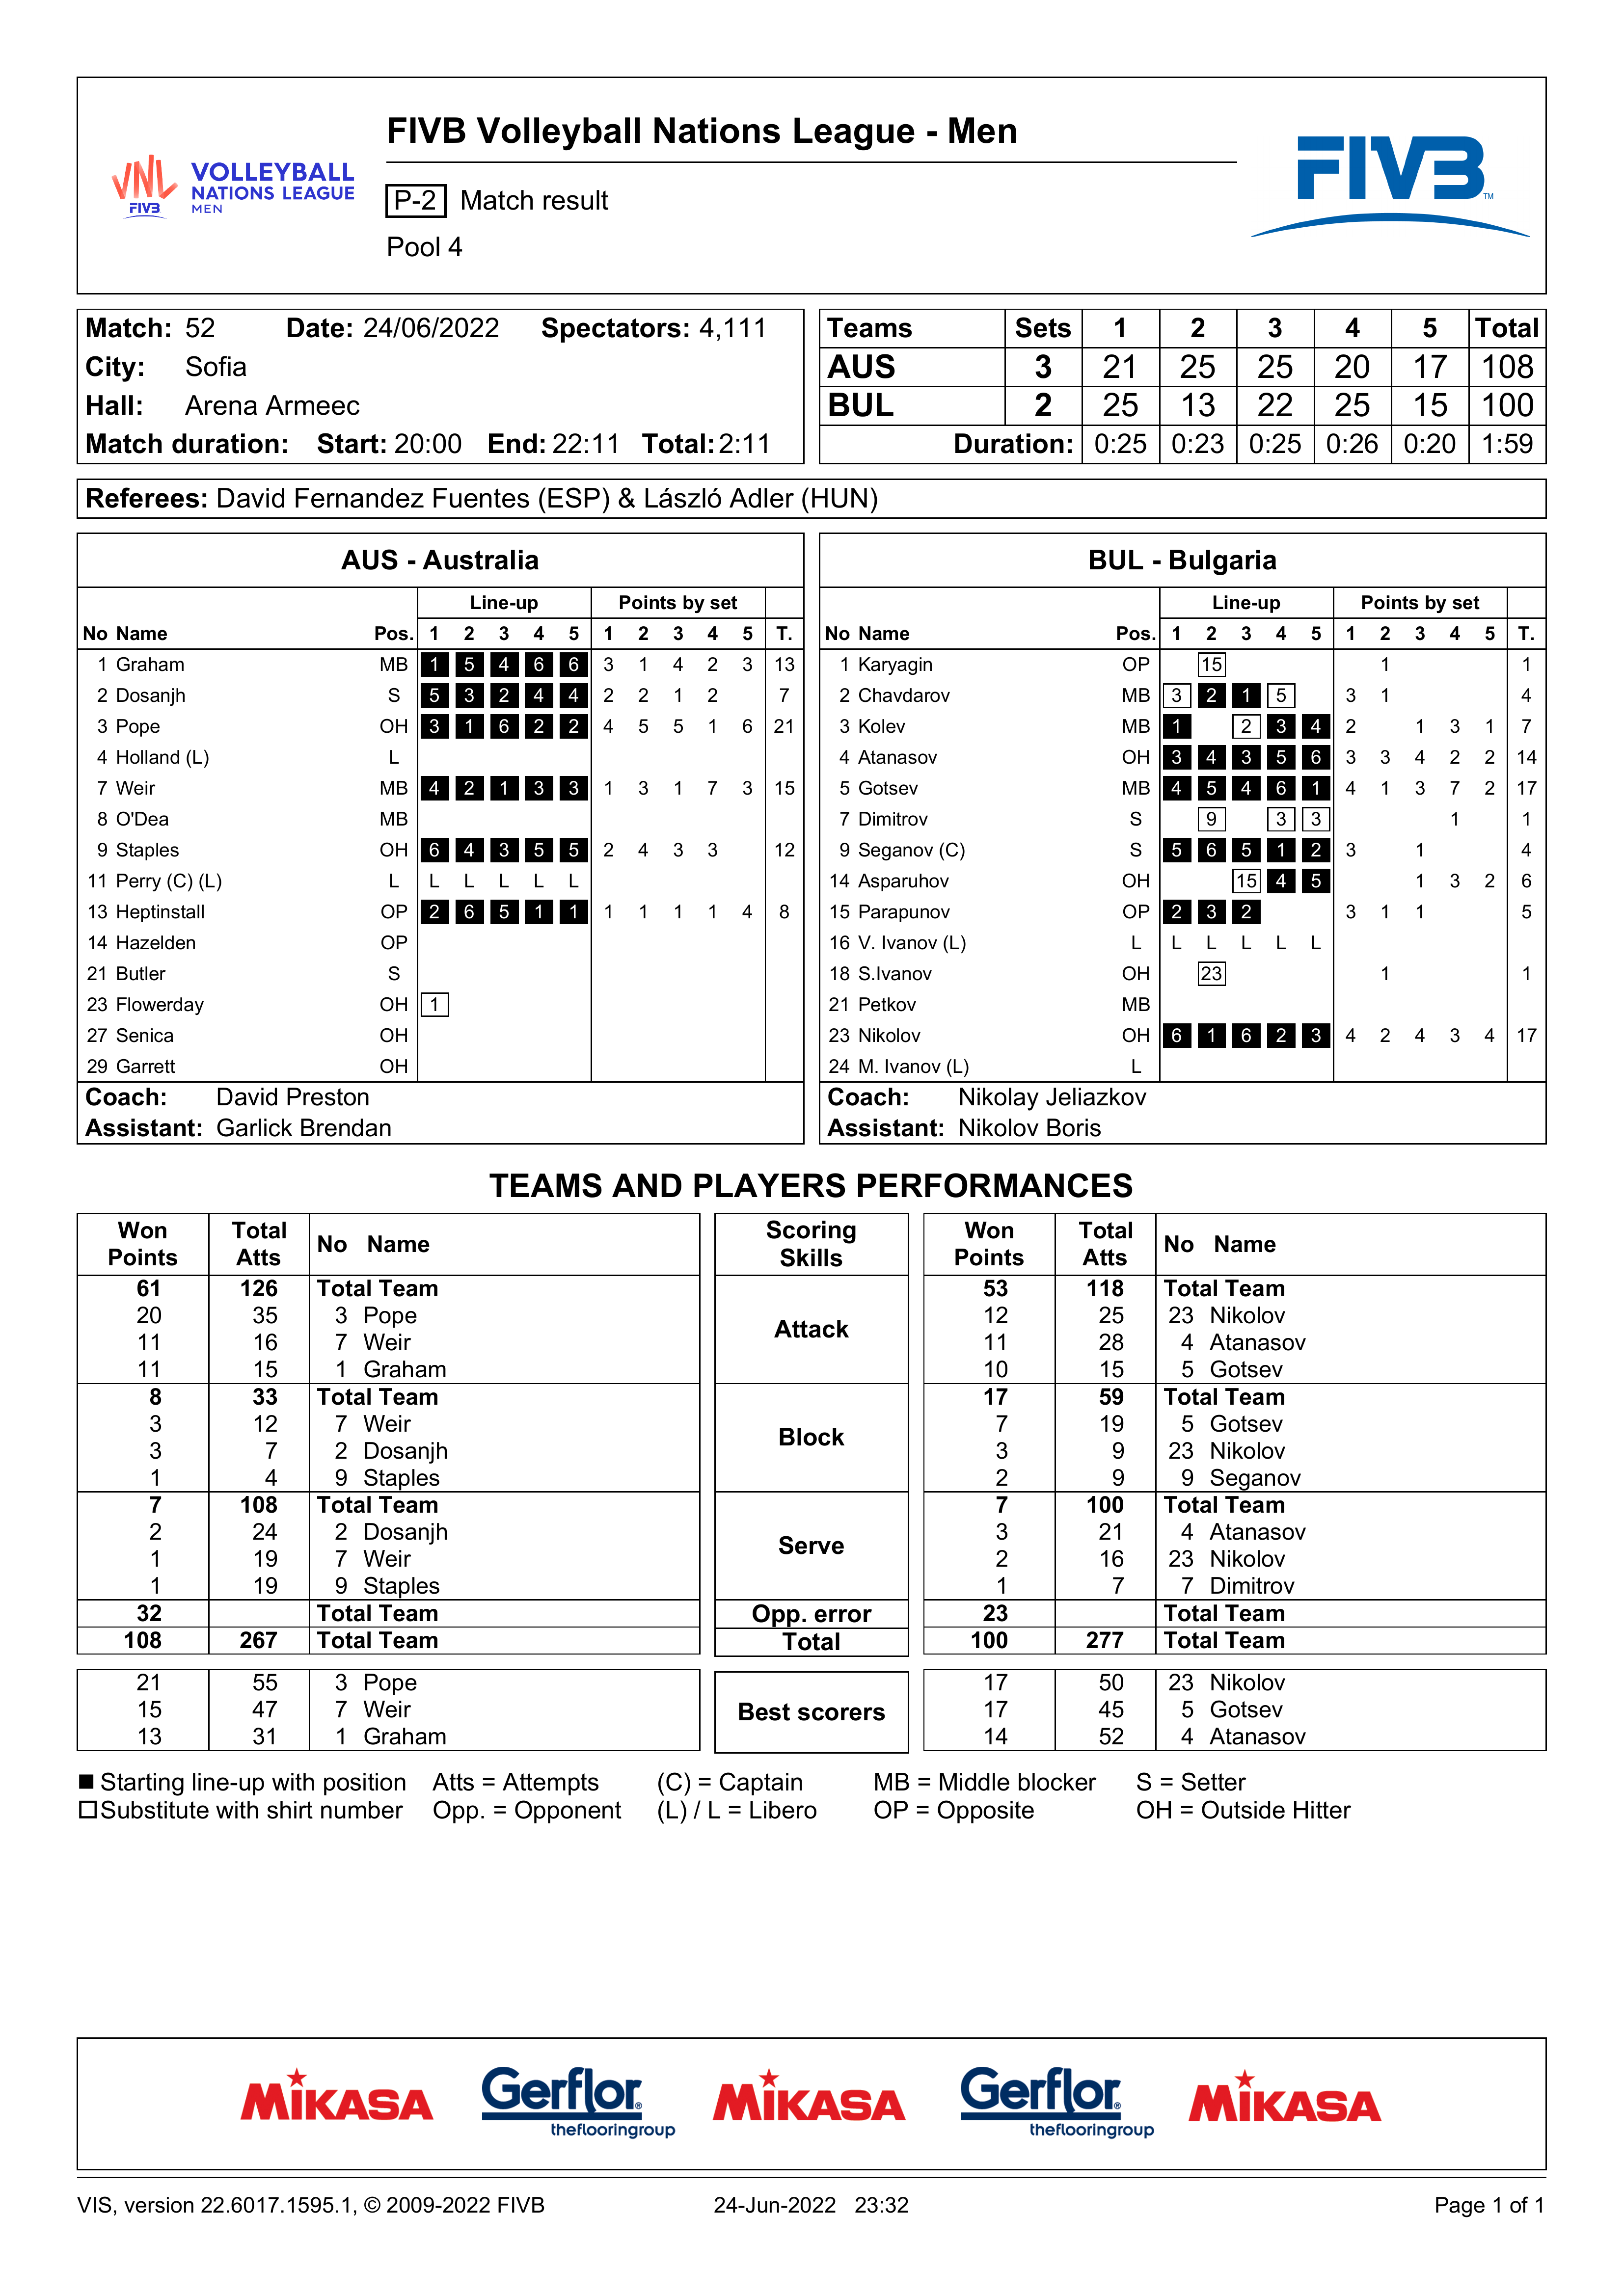 FIVB Volleyball Nations League - Men
VNL FIVB
VOLLEYBALL
NATIONS LEAGUE
MEN
P-2 Match result
Pool 4
FIVB TM
Match: 52 Date: 24/06/2022 Spectators: 4,111
City: Sofia
Hall: Arena Armeec
Match duration: Start: 20:00 End: 22:11 Total: 2:11
Teams Sets 1 2 3 4 5 Total
AUS 3 21 25 25 20 17 108
BUL 2 25 13 22 25 15 100
Duration: 0:25 0:23 0:25 0:26 0:20 1:59
Referees: David Fernandez Fuentes (ESP) & László Adler (HUN)
AUS - Australia
Line-up Points by set
No Name Pos. 1 2 3 4 5 1 2 3 4 5 T.
1 Graham MB 1 5 4 6 6 3 1 4 2 3 13
2 Dosanjh S 5 3 2 4 4 2 2 1 2 7
3 Pope OH 3 1 6 2 2 4 5 5 1 6 21
4 Holland (L) L
7 Weir MB 4 2 1 3 3 1 3 1 7 3 15
8 O'Dea MB
9 Staples OH 6 4 3 5 5 2 4 3 3 12
11 Perry (C) (L) L L L L L L
13 Heptinstall OP 2 6 5 1 1 1 1 1 1 4 8
14 Hazelden OP
21 Butler S
23 Flowerday OH 1
27 Senica OH
29 Garrett OH
Coach: David Preston
Assistant: Garlick Brendan
BUL - Bulgaria
Line-up Points by set
No Name Pos. 1 2 3 4 5 1 2 3 4 5 T.
1 Karyagin OP 15 1 1
2 Chavdarov MB 3 2 1 5 3 1 4
3 Kolev MB 1 2 3 4 2 1 3 1 7
4 Atanasov OH 3 4 3 5 6 3 3 4 2 2 14
5 Gotsev MB 4 5 4 6 1 4 1 3 7 2 17
7 Dimitrov S 9 3 3 1 1
9 Seganov (C) S 5 6 5 1 2 3 1 4
14 Asparuhov OH 15 4 5 1 3 2 6
15 Parapunov OP 2 3 2 3 1 1 5
16 V. Ivanov (L) L L L L L L
18 S.Ivanov OH 23 1 1
21 Petkov MB
23 Nikolov OH 6 1 6 2 3 4 2 4 3 4 17
24 M. Ivanov (L) L
Coach: Nikolay Jeliazkov
Assistant: Nikolov Boris
TEAMS AND PLAYERS PERFORMANCES
Won Points Total Atts No Name Scoring Skills Won Points Total Atts No Name
61 126 Total Team Attack 53 118 Total Team
20 35 3 Pope 12 25 23 Nikolov
11 16 7 Weir 11 28 4 Atanasov
11 15 1 Graham 10 15 5 Gotsev
8 33 Total Team Block 17 59 Total Team
3 12 7 Weir 7 19 5 Gotsev
3 7 2 Dosanjh 3 9 23 Nikolov
1 4 9 Staples 2 9 9 Seganov
7 108 Total Team Serve 7 100 Total Team
2 24 2 Dosanjh 3 21 4 Atanasov
1 19 7 Weir 2 16 23 Nikolov
1 19 9 Staples 1 7 7 Dimitrov
32 Total Team Opp. error 23 Total Team
108 267 Total Team Total 100 277 Total Team
21 55 3 Pope Best scorers 17 50 23 Nikolov
15 47 7 Weir 17 45 5 Gotsev
13 31 1 Graham 14 52 4 Atanasov
Starting line-up with position Atts = Attempts (C) = Captain MB = Middle blocker S = Setter
Substitute with shirt number Opp. = Opponent (L) / L = Libero OP = Opposite OH = Outside Hitter
MIKASA Gerflor® theflooringgroup MIKASA Gerflor® theflooringgroup MIKASA
VIS, version 22.6017.1595.1, © 2009-2022 FIVB 24-Jun-2022 23:32 Page 1 of 1